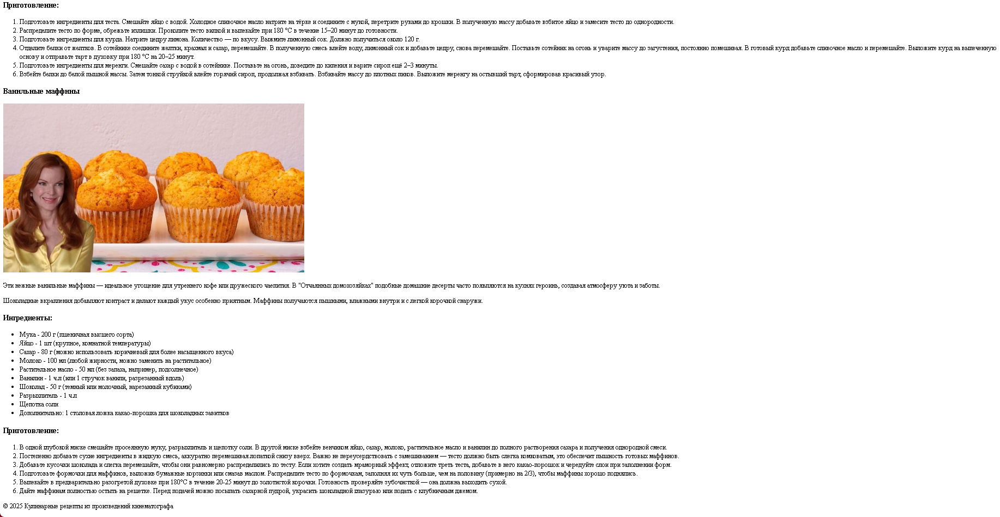 Приготовление:
1. Подготовьте ингредиенты для теста. Смешайте яйцо с водой. Холодное сливочное масло натрите на тёрке и соедините с мукой, перетрите руками до крошки. В полученную массу добавьте взбитое яйцо и замесите тесто до однородности.
2. Распределите тесто по форме, обрежьте излишки. Проколите тесто вилкой и выпекайте при 180 °C в течение 15–20 минут до готовности.
3. Подготовьте ингредиенты для курда. Натрите цедру лимона. Количество — по вкусу. Выжмите лимонный сок. Должно получиться около 120 г.
4. Отделите белки от желтков. В сотейнике соедините желтки, крахмал и сахар, перемешайте. В полученную смесь влейте воду, лимонный сок и добавьте цедру, снова перемешайте. Поставьте сотейник на огонь и уварите массу до загустения, постоянно помешивая. В готовый курд добавьте сливочное масло и перемешайте. Выложите курд на выпеченную
основу и отправьте тарт в духовку при 180 °C на 20–25 минут.
5. Подготовьте ингредиенты для меренги. Смешайте сахар с водой в сотейнике. Поставьте на огонь, доведите до кипения и варите сироп ещё 2–3 минуты.
6. Взбейте белки до белой пышной массы. Затем тонкой струйкой влейте горячий сироп, продолжая взбивать. Взбивайте массу до плотных пиков. Выложите меренгу на остывший тарт, сформировав красивый узор.
Ванильные маффины
Эти нежные ванильные маффины — идеальное угощение для утреннего кофе или дружеского чаепития. В "Отчаянных домохозяйках" подобные домашние десерты часто появляются на кухнях героинь, создавая атмосферу уюта и заботы.
Шоколадные вкрапления добавляют контраст и делают каждый укус особенно приятным. Маффины получаются пышными, влажными внутри и с легкой корочкой снаружи.
Ингредиенты:
• Мука - 200 г (пшеничная высшего сорта)
• Яйцо - 1 шт (крупное, комнатной температуры)
• Сахар - 80 г (можно использовать коричневый для более насыщенного вкуса)
• Молоко - 100 мл (любой жирности, можно заменить на растительное)
• Растительное масло - 50 мл (без запаха, например, подсолнечное)
• Ванилин - 1 ч.л (или 1 стручок ванили, разрезанный вдоль)
• Шоколад - 50 г (темный или молочный, нарезанный кубиками)
• Разрыхлитель - 1 ч.л
• Щепотка соли
• Дополнительно: 1 столовая ложка какао-порошка для шоколадных завитков
Приготовление:
1. В одной глубокой миске смешайте просеянную муку, разрыхлитель и щепотку соли. В другой миске взбейте венчиком яйцо, сахар, молоко, растительное масло и ванилин до полного растворения сахара и получения однородной смеси.
2. Постепенно добавьте сухие ингредиенты в жидкую смесь, аккуратно перемешивая лопаткой снизу вверх. Важно не переусердствовать с замешиванием — тесто должно быть слегка комковатым, это обеспечит пышность готовых маффинов.
3. Добавьте кусочки шоколада и слегка перемешайте, чтобы они равномерно распределились по тесту. Если хотите создать мраморный эффект, отложите треть теста, добавьте в него какао-порошок и чередуйте слои при заполнении форм.
4. Подготовьте формочки для маффинов, выложив бумажные корзинки или смазав маслом. Распределите тесто по формочкам, заполняя их чуть больше, чем на половину (примерно на 2/3), чтобы маффины хорошо поднялись.
5. Выпекайте в предварительно разогретой духовке при 180°C в течение 20-25 минут до золотистой корочки. Готовность проверяйте зубочисткой — она должна выходить сухой.
6. Дайте маффинам полностью остыть на решетке. Перед подачей можно посыпать сахарной пудрой, украсить шоколадной глазурью или подать с клубничным джемом.
© 2025 Кулинарные рецепты из произведений кинематографа